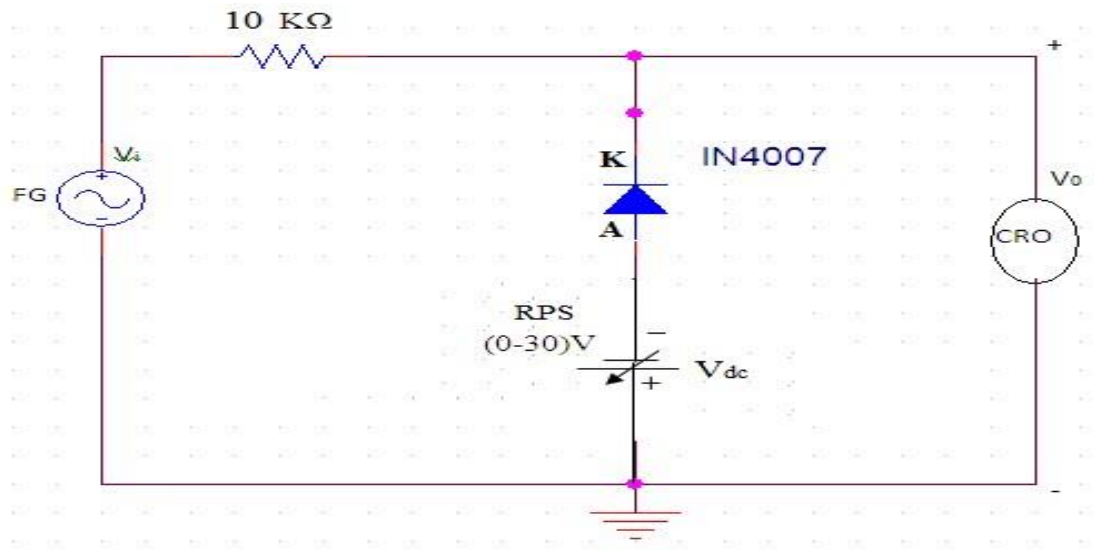 10 KΩ
+
Vi
+
FG
-
K
IN4007
A
Vo
CRO
RPS
(0-30)V
-
Vdc
+
-